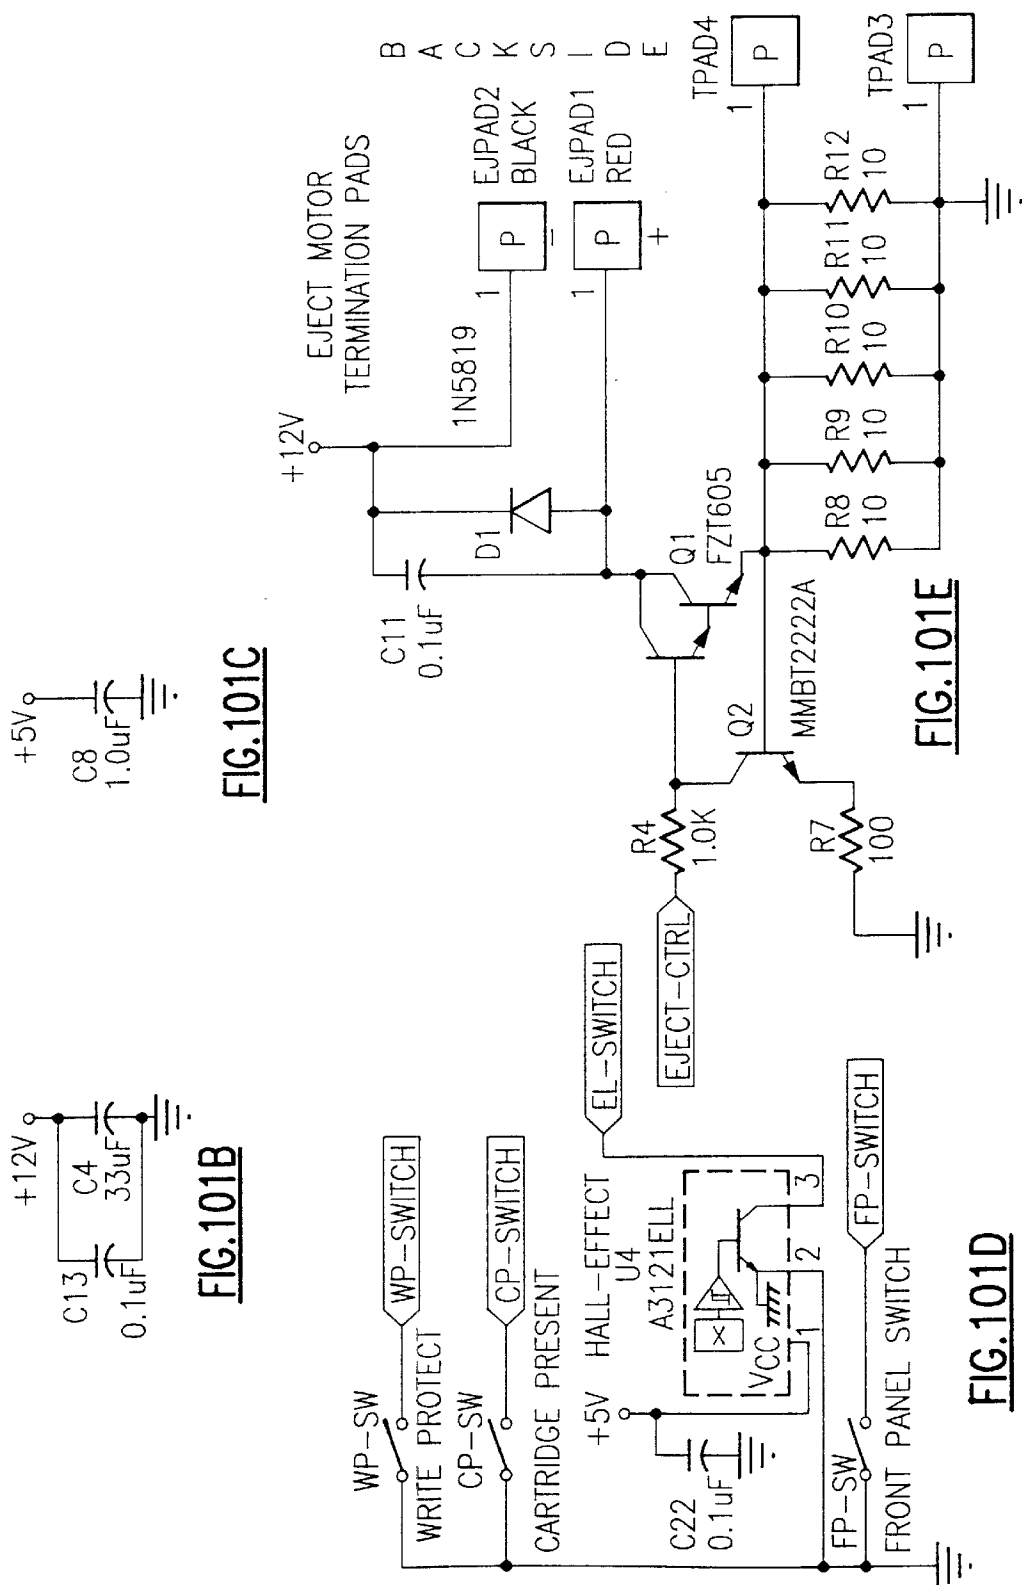 +12V
C13
0.1uF
C4
33uF
FIG.101B
+5V
C8
1.0uF
FIG.101C
WP-SW
WP-SWITCH
WRITE PROTECT
CP-SW
CP-SWITCH
CARTRIDGE PRESENT
+5V
HALL-EFFECT
U4
A3121ELL
X
VCC
1
2
3
C22
0.1uF
EL-SWITCH
FP-SW
FP-SWITCH
FRONT PANEL SWITCH
FIG.101D
EJECT MOTOR
TERMINATION PADS
+12V
C11
0.1uF
D1
1N5819
1
P
-
EJPAD2
BLACK
1
P
+
EJPAD1
RED
B
A
C
K
S
I
D
E
EJECT-CTRL
R4
1.0K
Q1
FZT605
Q2
MMBT2222A
R7
100
R8
10
R9
10
R10
10
R11
10
R12
10
TPAD4
1
P
TPAD3
1
P
FIG.101E